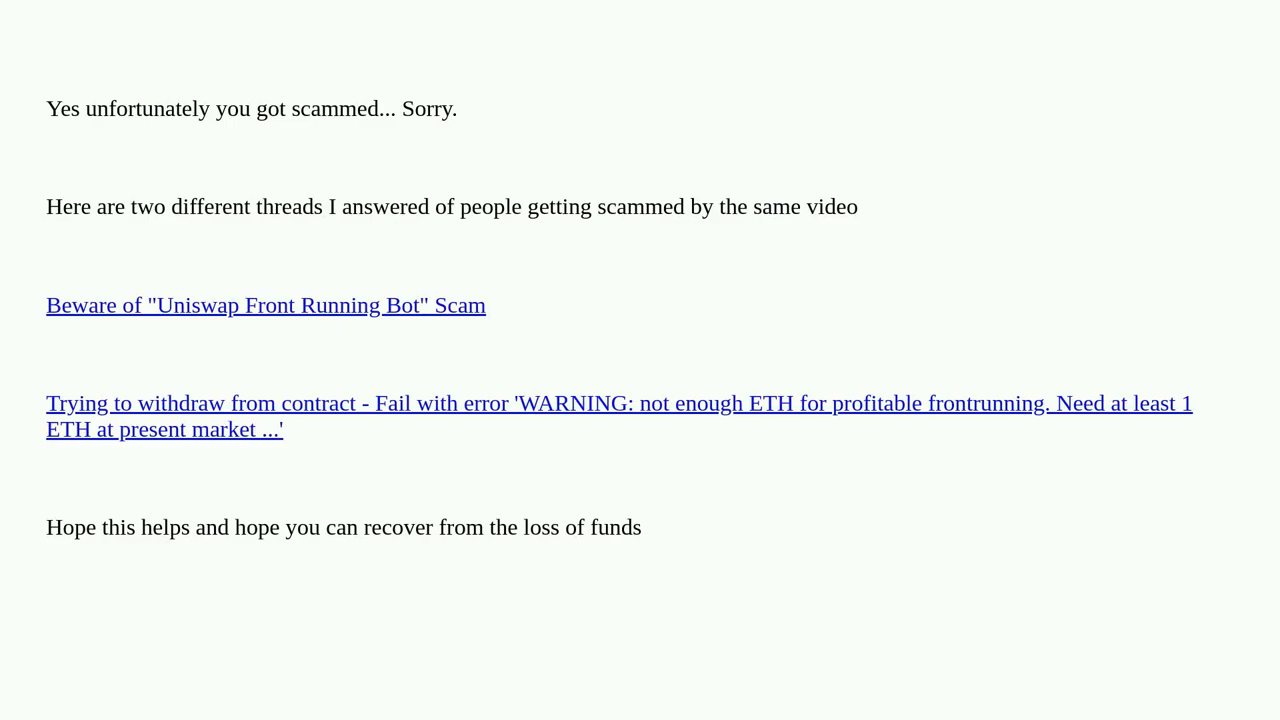 Yes unfortunately you got scammed... Sorry.
Here are two different threads I answered of people getting scammed by the same video
Beware of "Uniswap Front Running Bot" Scam
Trying to withdraw from contract - Fail with error 'WARNING: not enough ETH for profitable frontrunning. Need at least 1
ETH at present market ...'
Hope this helps and hope you can recover from the loss of funds